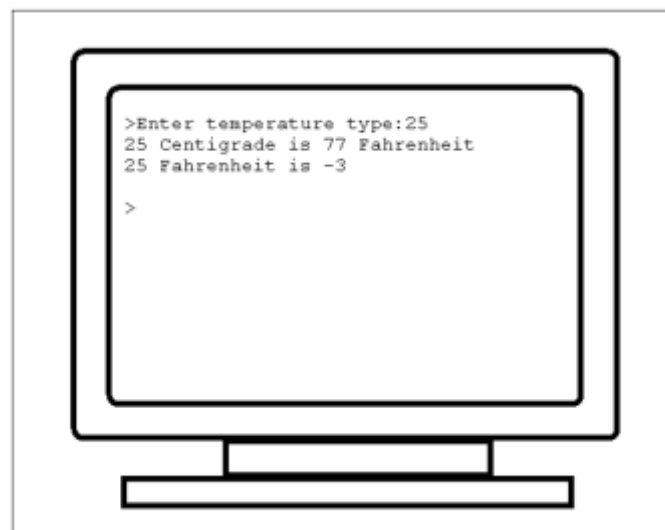 >Enter temperature type:25
25 Centigrade is 77 Fahrenheit
25 Fahrenheit is -3
>